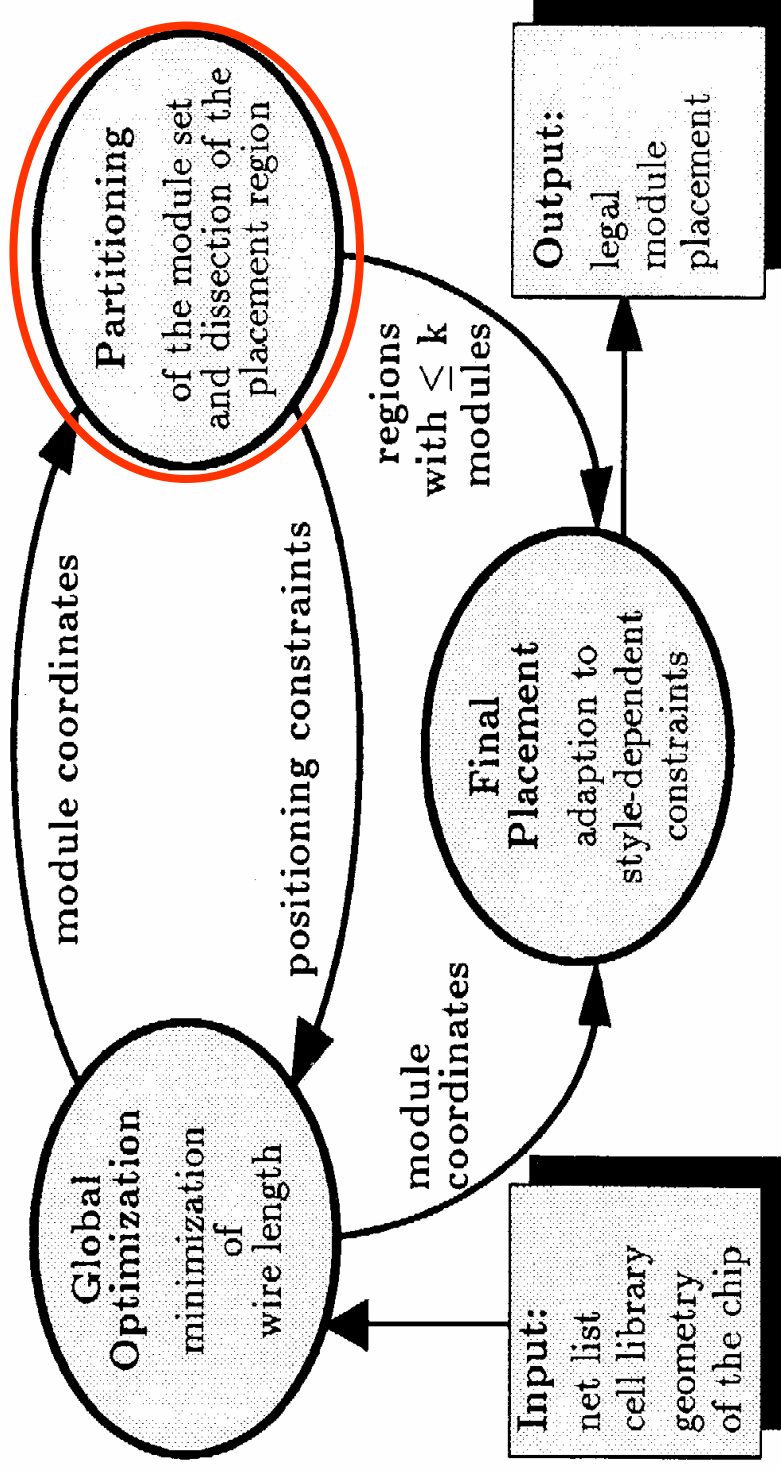 Global
Optimization
minimization
of
wire length
module coordinates
positioning constraints
Partitioning
of the module set
and dissection of the
placement region
module
coordinates
regions
with ≤ k
modules
Final
Placement
adaption to
style-dependent
constraints
Input:
net list
cell library
geometry
of the chip
Output:
legal
module
placement